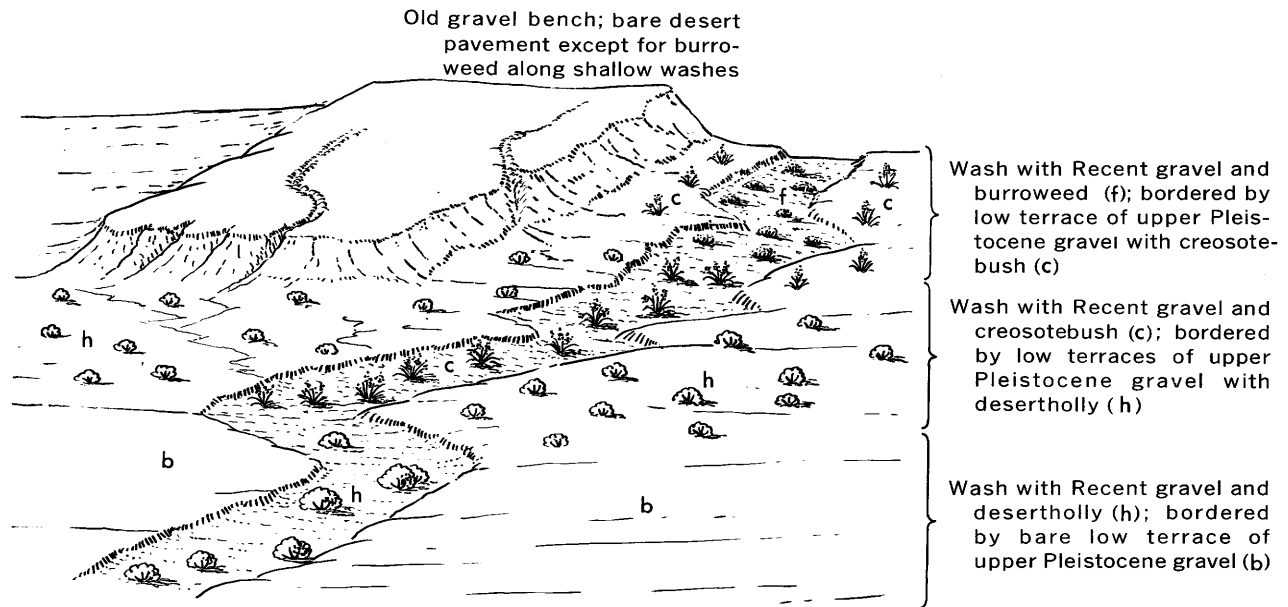 Old gravel bench; bare desert
pavement except for burro-
weed along shallow washes
Wash with Recent gravel and
burroweed (f); bordered by
low terrace of upper Pleis-
tocene gravel with creosote-
bush (c)
c
f
c
Wash with Recent gravel and
creosotebush (c); bordered
by low terraces of upper
Pleistocene gravel with
desertholly (h)
h
c
h
Wash with Recent gravel and
desertholly (h); bordered
by bare low terrace of
upper Pleistocene gravel (b)
b
h
b